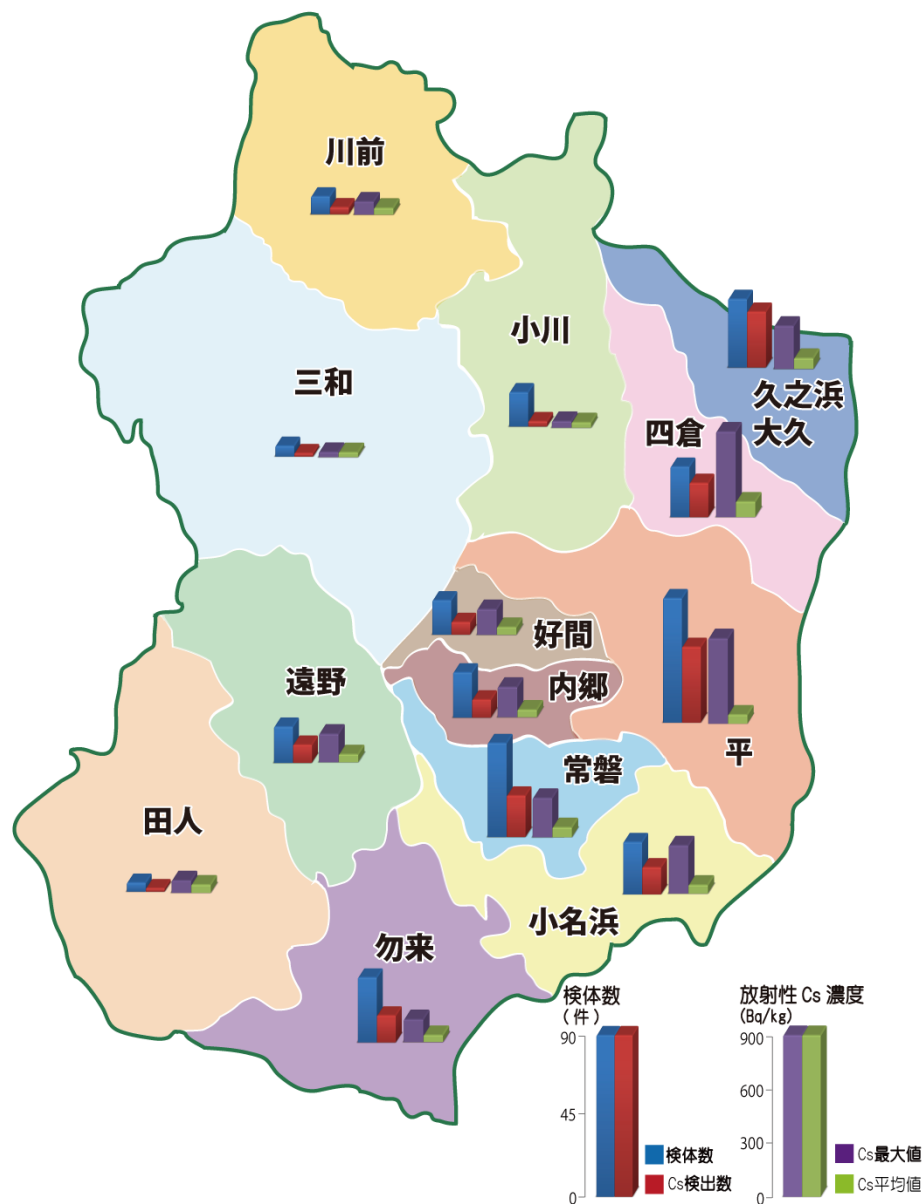 川前
小川
三和
久之浜
大久
四倉
好間
内郷
遠野
平
常磐
田人
小名浜
勿来
検体数
(件)
90
45
0
検体数
Cs検出数
放射性 Cs 濃度
(Bq/kg)
900
600
300
0
Cs最大値
Cs平均値